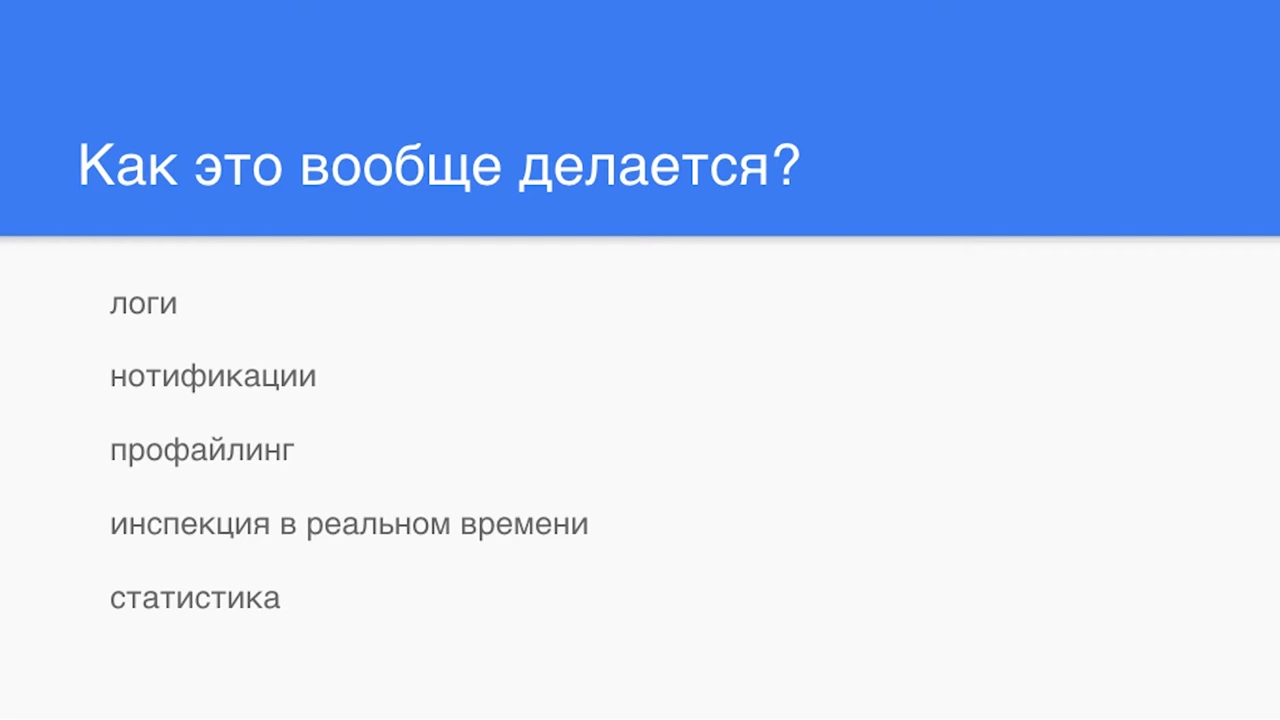 Как это вообще делается?
логи
нотификации
профайлинг
инспекция в реальном времени
статистика